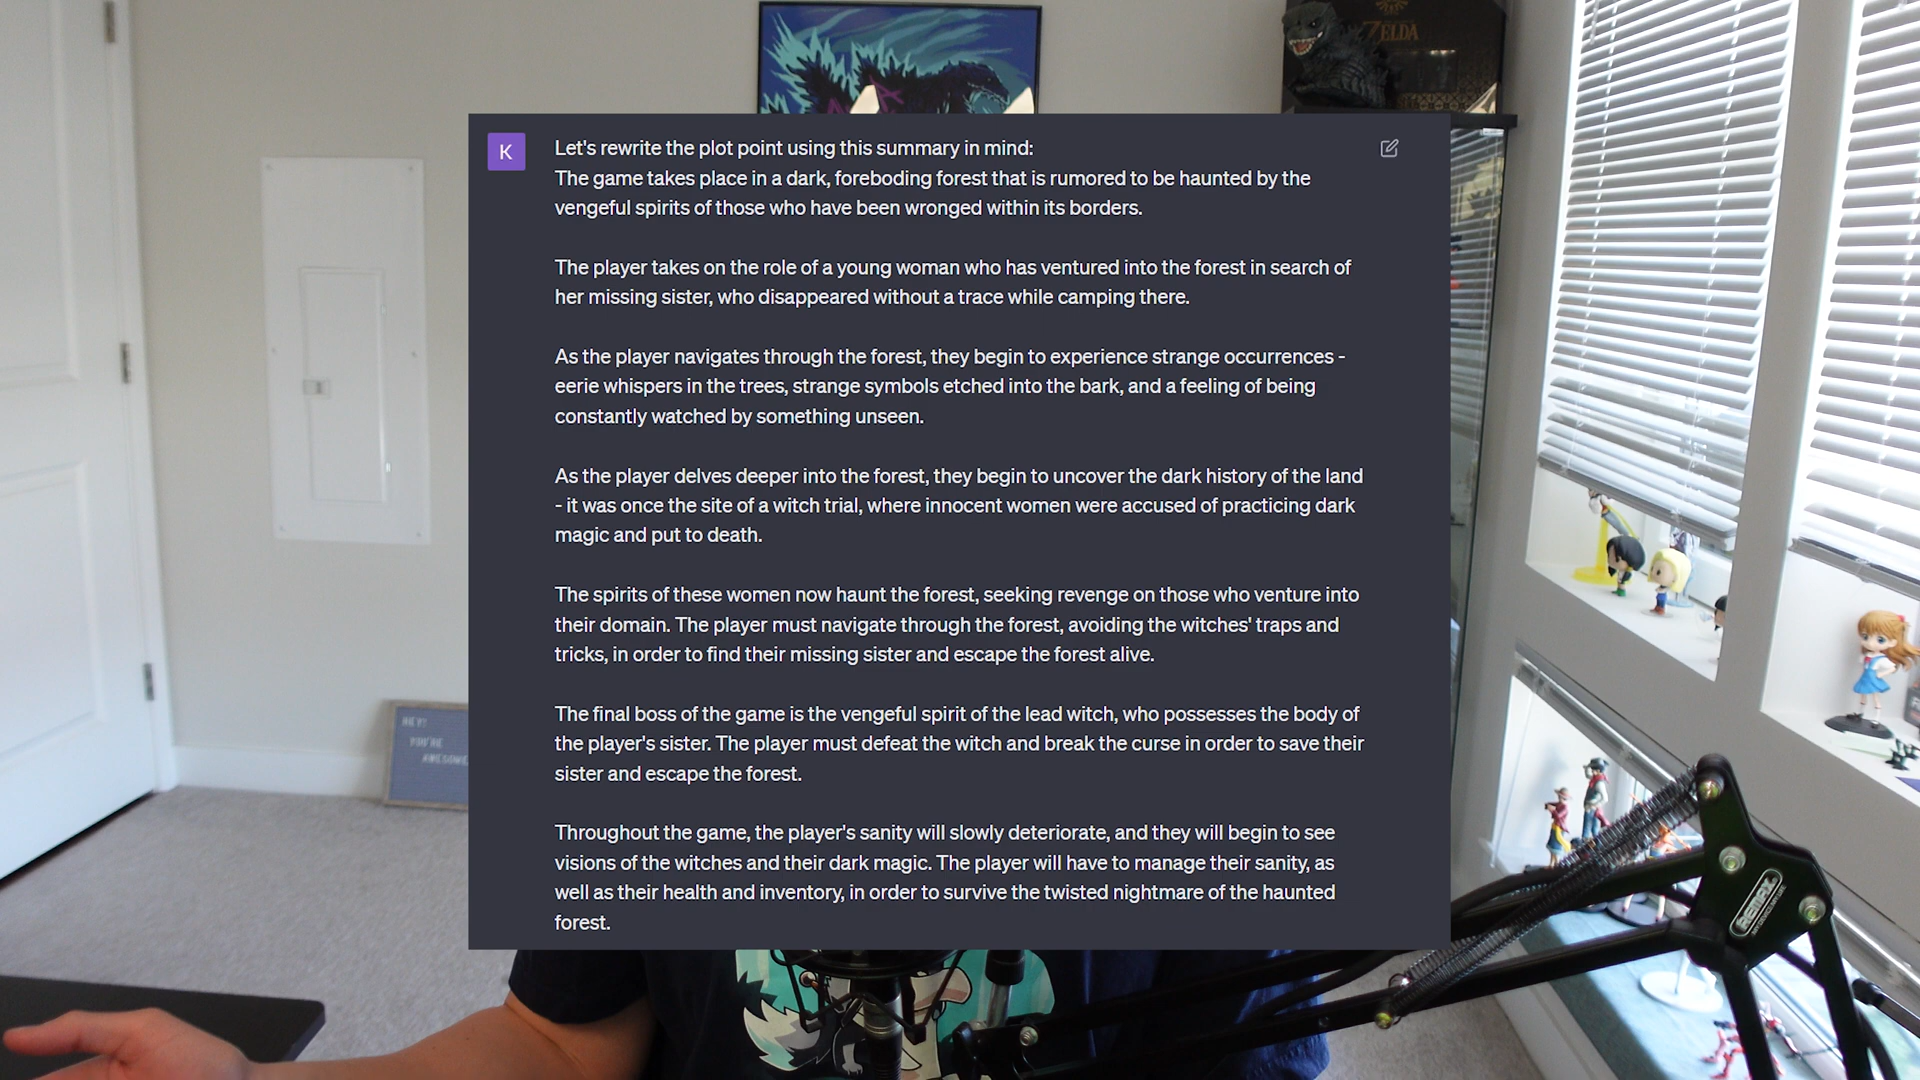 ZELDA
K
Let's rewrite the plot point using this summary in mind:
The game takes place in a dark, foreboding forest that is rumored to be haunted by the
vengeful spirits of those who have been wronged within its borders.
The player takes on the role of a young woman who has ventured into the forest in search of
her missing sister, who disappeared without a trace while camping there.
As the player navigates through the forest, they begin to experience strange occurrences -
eerie whispers in the trees, strange symbols etched into the bark, and a feeling of being
constantly watched by something unseen.
As the player delves deeper into the forest, they begin to uncover the dark history of the land
- it was once the site of a witch trial, where innocent women were accused of practicing dark
magic and put to death.
The spirits of these women now haunt the forest, seeking revenge on those who venture into
their domain. The player must navigate through the forest, avoiding the witches' traps and
tricks, in order to find their missing sister and escape the forest alive.
The final boss of the game is the vengeful spirit of the lead witch, who possesses the body of
the player's sister. The player must defeat the witch and break the curse in order to save their
sister and escape the forest.
Throughout the game, the player's sanity will slowly deteriorate, and they will begin to see
visions of the witches and their dark magic. The player will have to manage their sanity, as
well as their health and inventory, in order to survive the twisted nightmare of the haunted
forest.
HEY!
YOU'RE
AWESOME